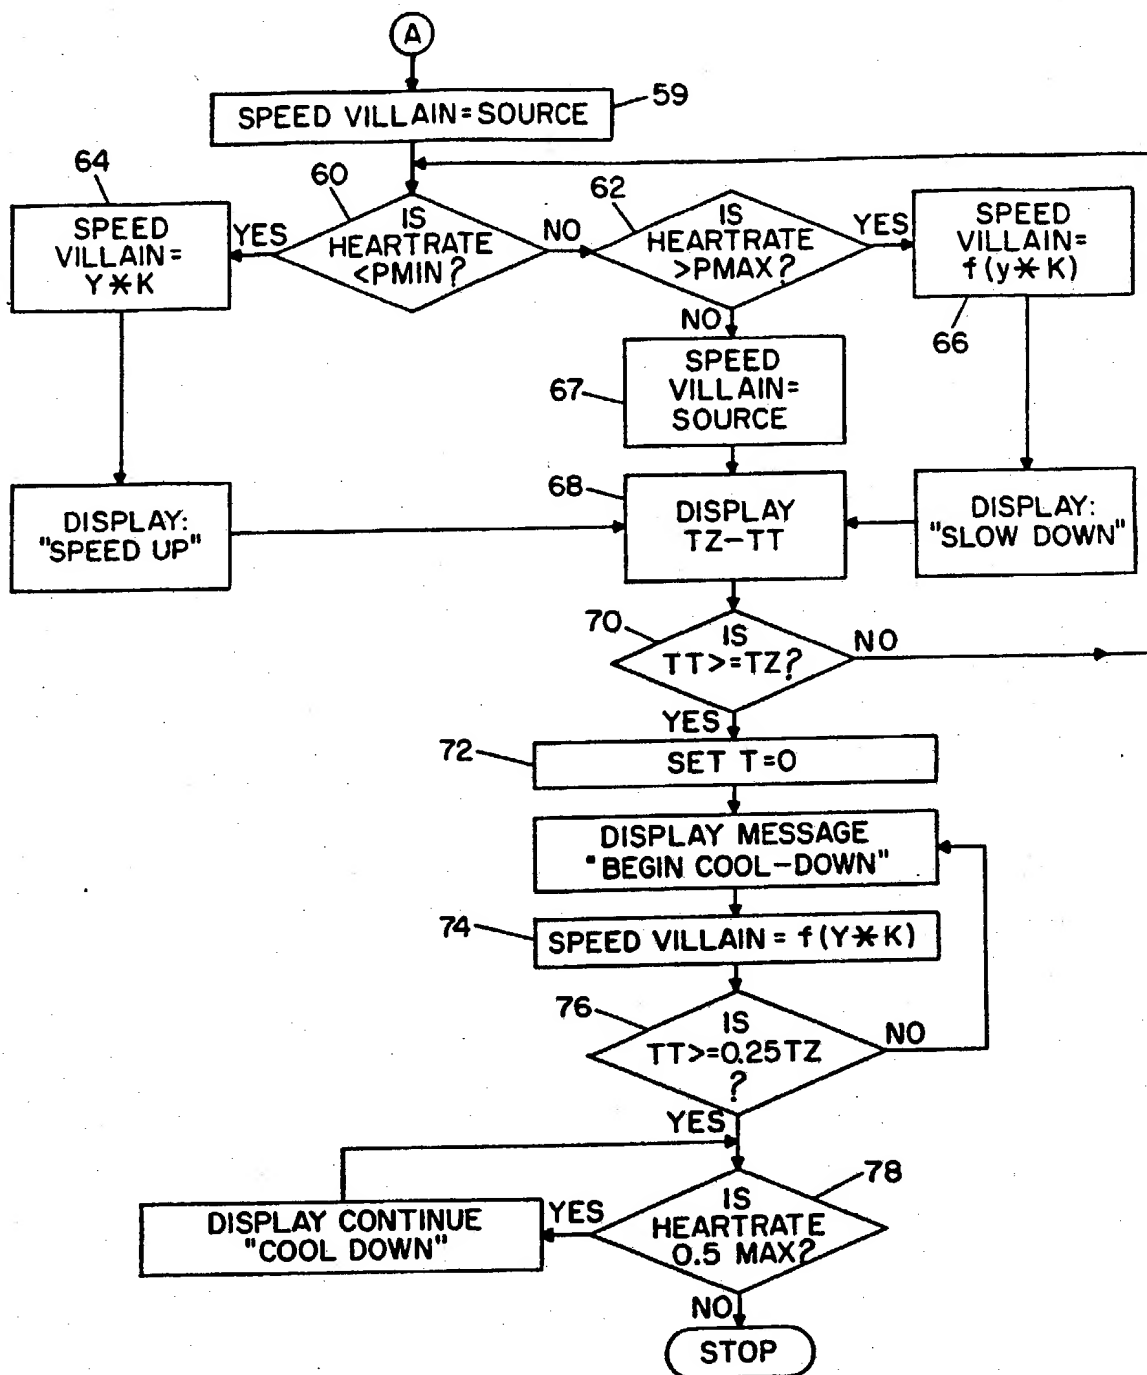 A
SPEED VILLAIN=SOURCE
59
64
60
62
SPEED
VILLAIN=
Y*K
YES
IS
HEARTRATE
<PMIN?
NO
IS
HEARTRATE
>PMAX?
YES
SPEED
VILLAIN=
f(y*K)
66
NO
67
SPEED
VILLAIN=
SOURCE
68
DISPLAY:
"SPEED UP"
DISPLAY
TZ-TT
DISPLAY:
"SLOW DOWN"
70
IS
TT>=TZ?
NO
YES
72
SET T=0
DISPLAY MESSAGE
"BEGIN COOL-DOWN"
74
SPEED VILLAIN = f(Y*K)
76
IS
TT>=0.25TZ
?
NO
YES
78
IS
HEARTRATE
0.5 MAX?
YES
DISPLAY CONTINUE
"COOL DOWN"
NO
STOP